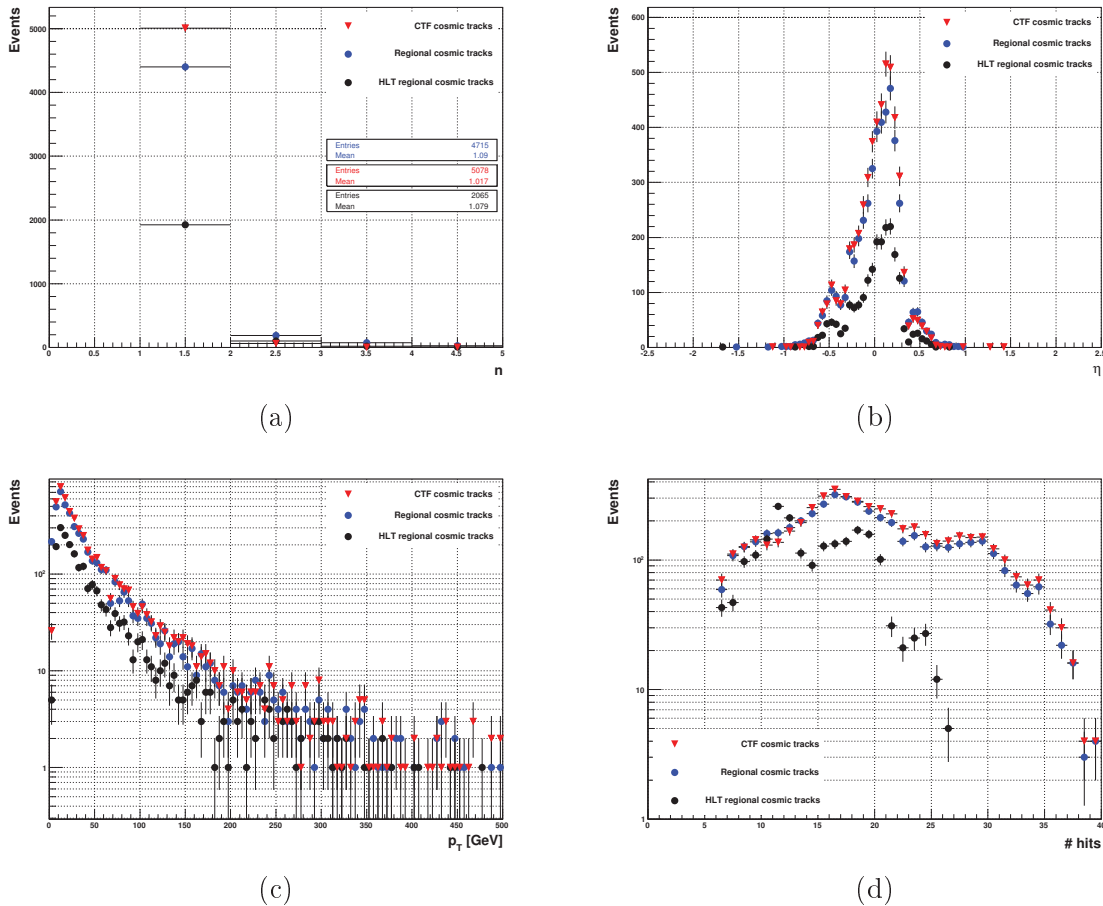 Events
5000
4000
3000
2000
1000
0
CTF cosmic tracks
Regional cosmic tracks
HLT regional cosmic tracks
Entries 4715
Mean 1.09
Entries 5078
Mean 1.017
Entries 2065
Mean 1.079
0 0.5 1 1.5 2 2.5 3 3.5 4 4.5 5
n
(a)
Events
600
500
400
300
200
100
0
CTF cosmic tracks
Regional cosmic tracks
HLT regional cosmic tracks
-2.5 -2 -1.5 -1 -0.5 0 0.5 1 1.5 2 2.5
η
(b)
Events
10²
10
1
CTF cosmic tracks
Regional cosmic tracks
HLT regional cosmic tracks
0 50 100 150 200 250 300 350 400 450 500
p_T [GeV]
(c)
Events
10²
10
1
CTF cosmic tracks
Regional cosmic tracks
HLT regional cosmic tracks
0 5 10 15 20 25 30 35 40
# hits
(d)